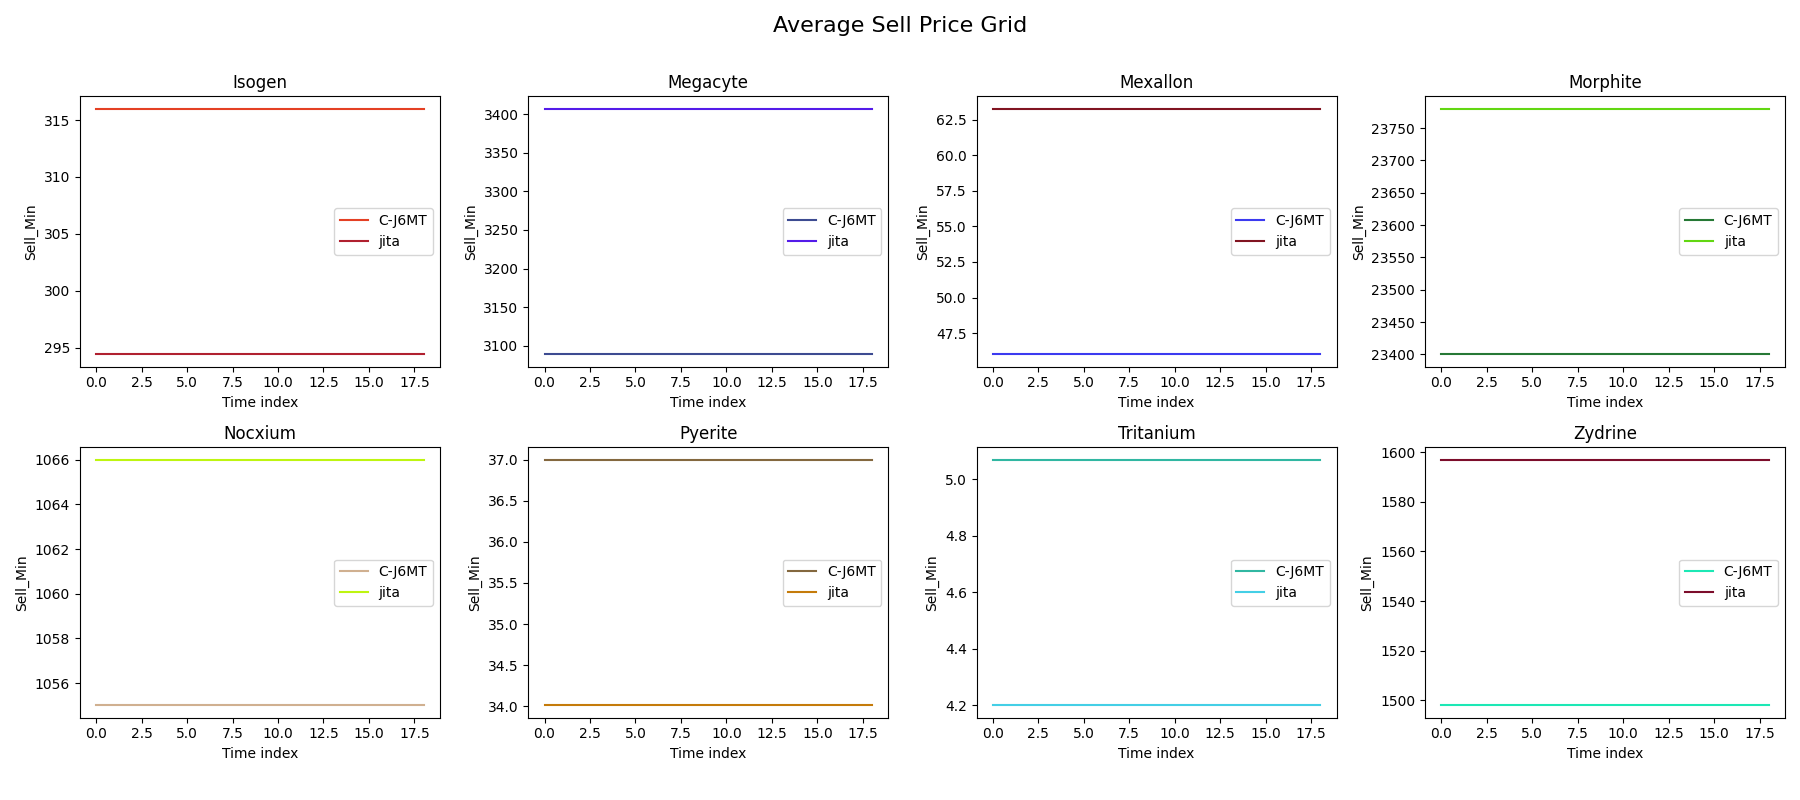 Average Sell Price Grid
Isogen
Sell_Min
315
310
305
300
295
C-J6MT
jita
0.0 2.5 5.0 7.5 10.0 12.5 15.0 17.5
Time index
Megacyte
Sell_Min
3400
3350
3300
3250
3200
3150
3100
C-J6MT
jita
0.0 2.5 5.0 7.5 10.0 12.5 15.0 17.5
Time index
Mexallon
Sell_Min
62.5
60.0
57.5
55.0
52.5
50.0
47.5
C-J6MT
jita
0.0 2.5 5.0 7.5 10.0 12.5 15.0 17.5
Time index
Morphite
Sell_Min
23750
23700
23650
23600
23550
23500
23450
23400
C-J6MT
jita
0.0 2.5 5.0 7.5 10.0 12.5 15.0 17.5
Time index
Nocxium
Sell_Min
1066
1064
1062
1060
1058
1056
C-J6MT
jita
0.0 2.5 5.0 7.5 10.0 12.5 15.0 17.5
Time index
Pyerite
Sell_Min
37.0
36.5
36.0
35.5
35.0
34.5
34.0
C-J6MT
jita
0.0 2.5 5.0 7.5 10.0 12.5 15.0 17.5
Time index
Tritanium
Sell_Min
5.0
4.8
4.6
4.4
4.2
C-J6MT
jita
0.0 2.5 5.0 7.5 10.0 12.5 15.0 17.5
Time index
Zydrine
Sell_Min
1600
1580
1560
1540
1520
1500
C-J6MT
jita
0.0 2.5 5.0 7.5 10.0 12.5 15.0 17.5
Time index